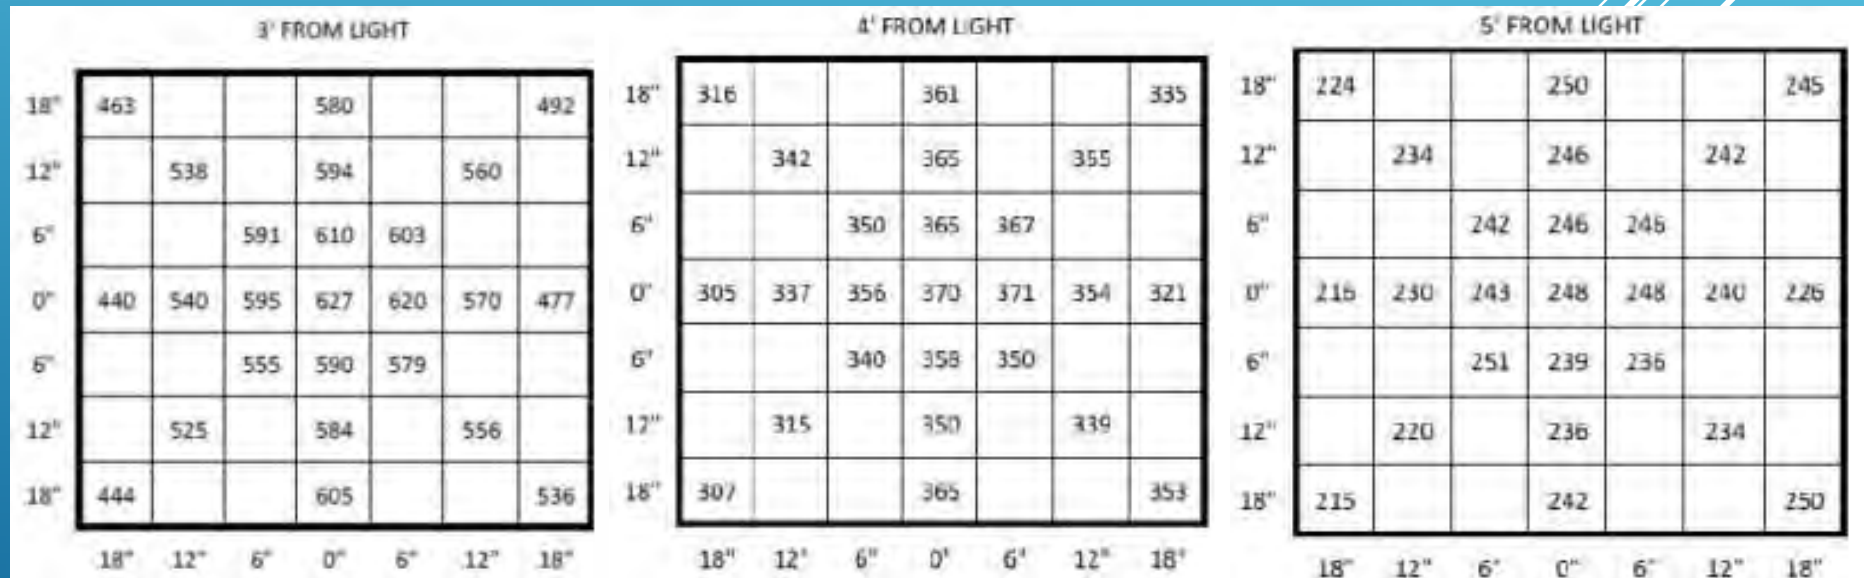 3' FROM LIGHT
18" 463 580 492
12" 538 594 560
6" 591 610 603
0" 440 540 595 627 620 570 477
6" 555 590 579
12" 525 584 556
18" 444 605 536
18" 12" 6" 0" 6" 12" 18"
4' FROM LIGHT
18" 316 361 335
12" 342 365 355
6" 350 365 367
0" 305 337 356 370 371 354 321
6" 340 358 350
12" 315 350 339
18" 307 365 353
18" 12" 6" 0" 6" 12" 18"
5' FROM LIGHT
18" 224 250 245
12" 234 246 242
6" 242 246 246
0" 216 230 243 248 248 240 226
6" 251 239 236
12" 220 236 234
18" 215 242 250
18" 12" 6" 0" 6" 12" 18"